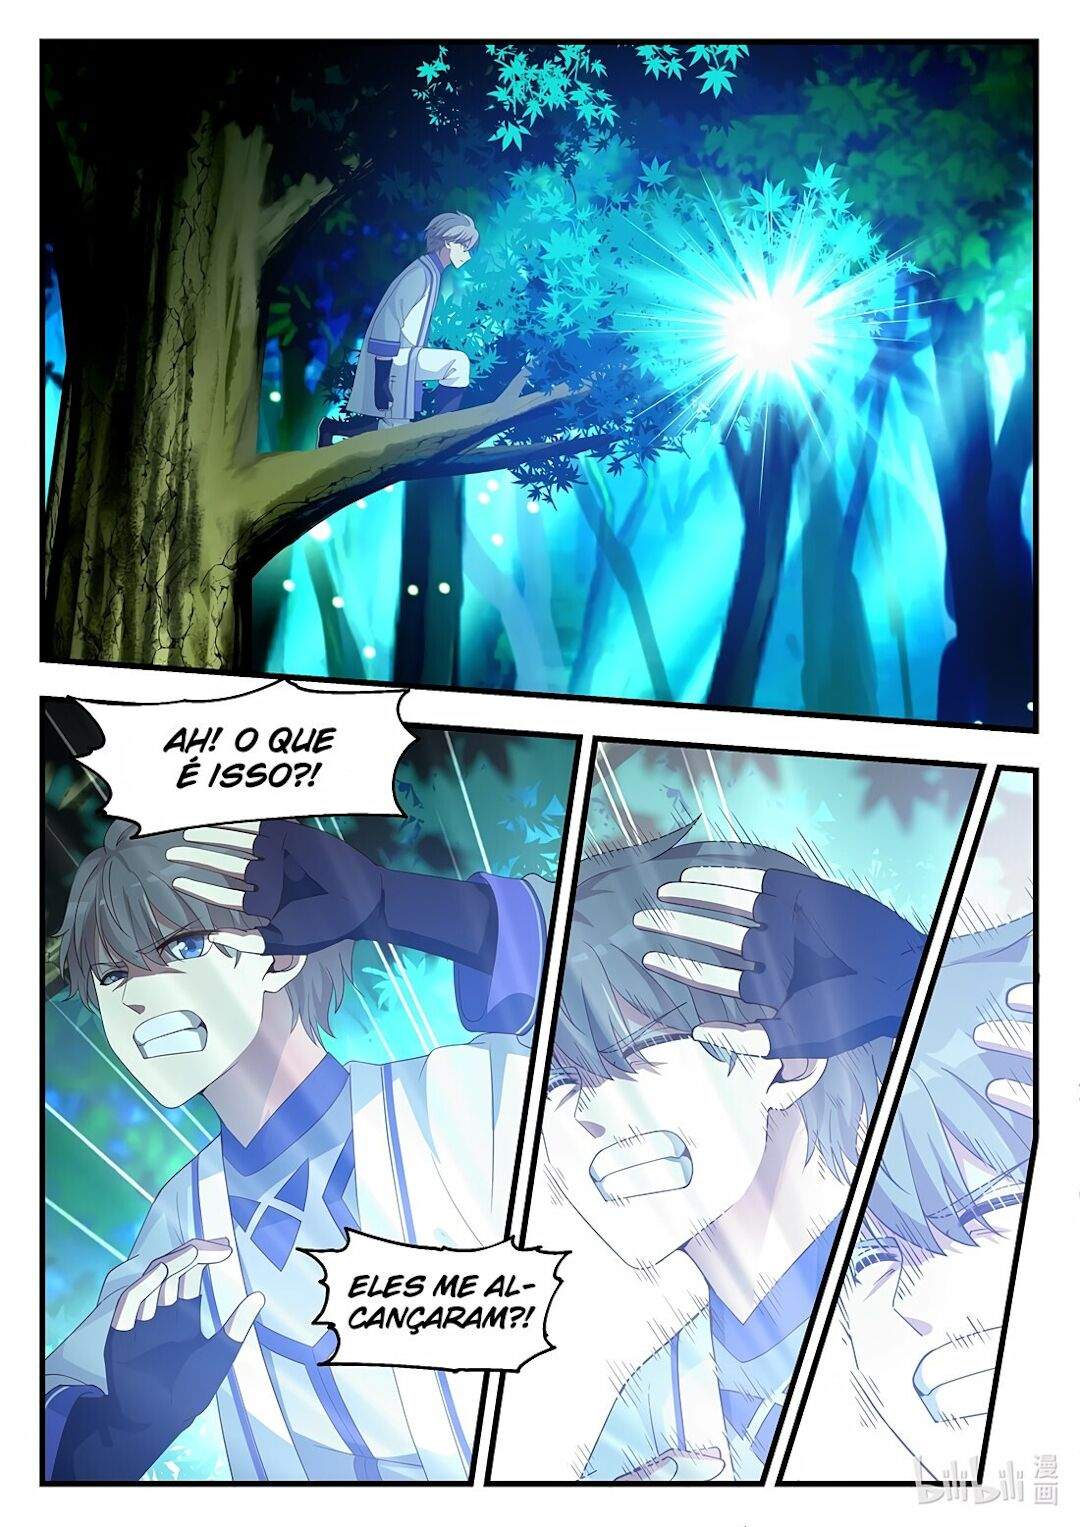 AH! O QUE
É ISSO?!
ELES ME AL-
CANÇARAM?!
bilibili
漫画